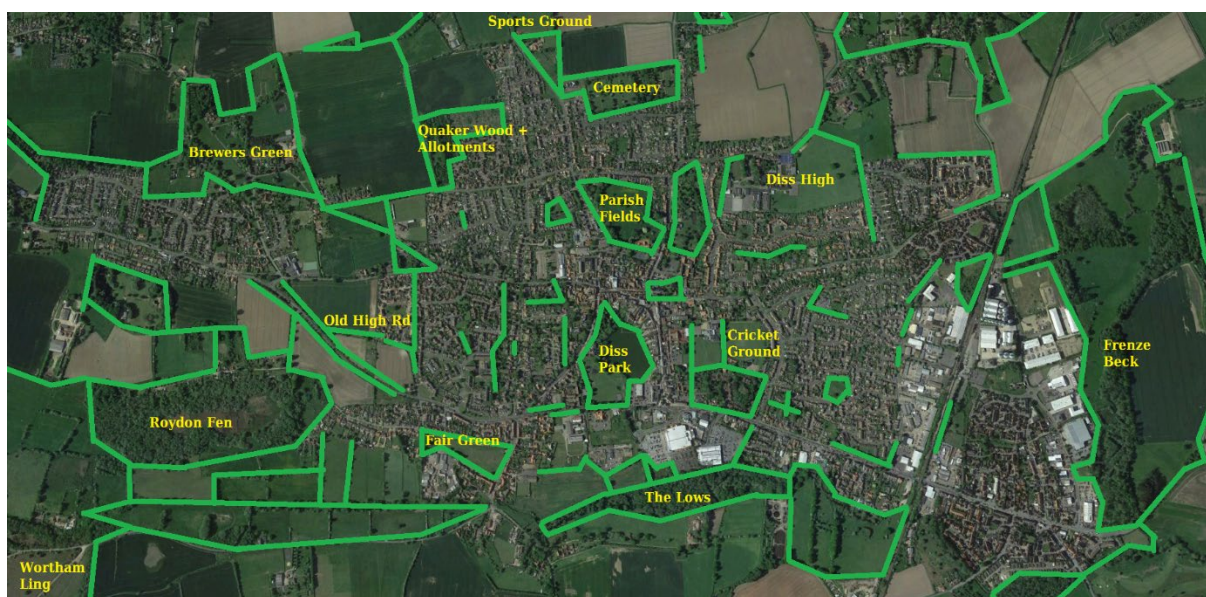 Sports Ground
Cemetery
Quaker Wood +
Allotments
Brewers Green
Diss High
Parish
Fields
Old High Rd
Cricket
Ground
Diss
Park
Frenze
Beck
Roydon Fen
Fair Green
The Lows
Wortham
Ling